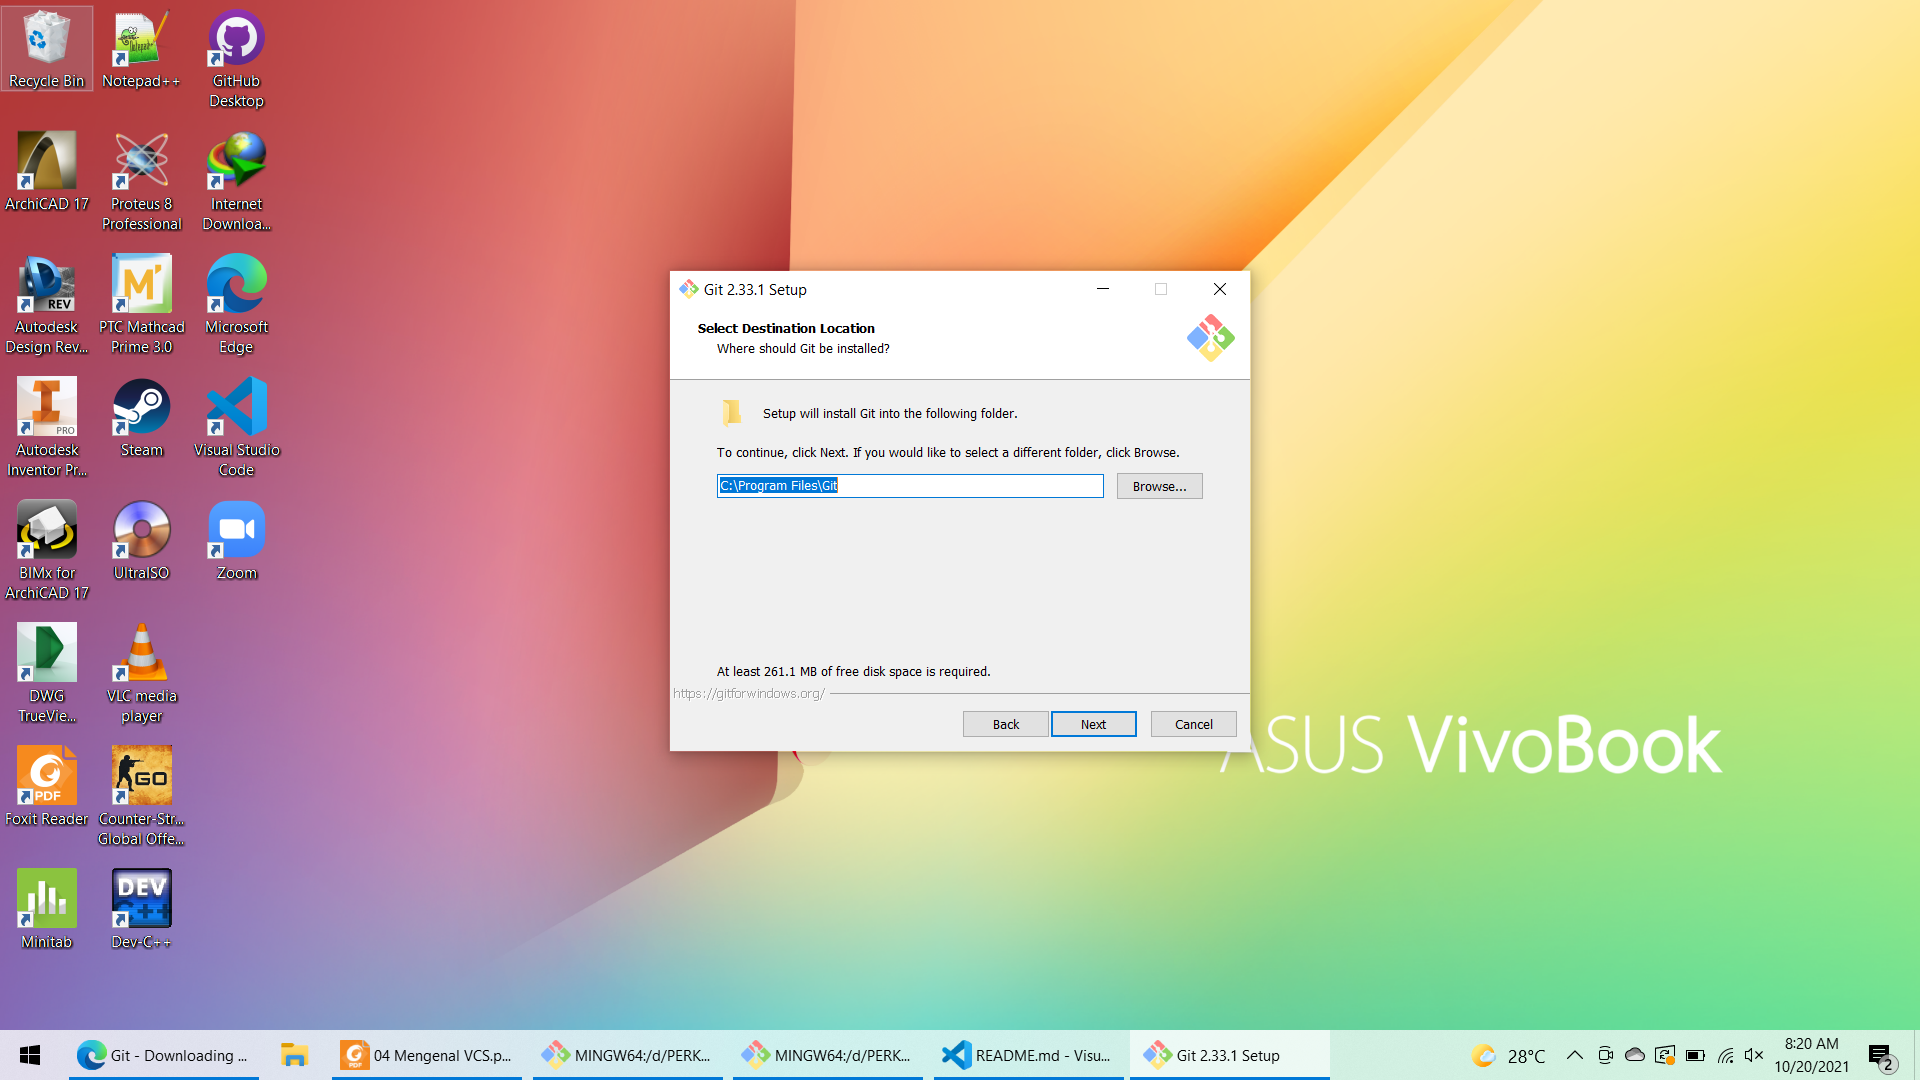 Recycle Bin
Notepad++
GitHub
Desktop
ArchiCAD 17
Proteus 8
Professional
Internet
Downloa...
REV
Autodesk
Design Rev...
M'
PTC Mathcad
Prime 3.0
Microsoft
Edge
PRO
Autodesk
Inventor Pr...
Steam
Visual Studio
Code
BIMx for
ArchiCAD 17
UltraISO
Zoom
DWG
TrueVie...
VLC media
player
PDF
Foxit Reader
GO
Counter-Str...
Global Offe...
Minitab
DEV
C++
Dev-C++
Git 2.33.1 Setup
Select Destination Location
Where should Git be installed?
Setup will install Git into the following folder.
To continue, click Next. If you would like to select a different folder, click Browse.
C:\Program Files\Git
Browse...
At least 261.1 MB of free disk space is required.
https://gitforwindows.org/
Back
Next
Cancel
ASUS VivoBook
Git - Downloading ...
04 Mengenal VCS.p...
MINGW64:/d/PERK...
MINGW64:/d/PERK...
README.md - Visu...
Git 2.33.1 Setup
28°C
8:20 AM
10/20/2021
2